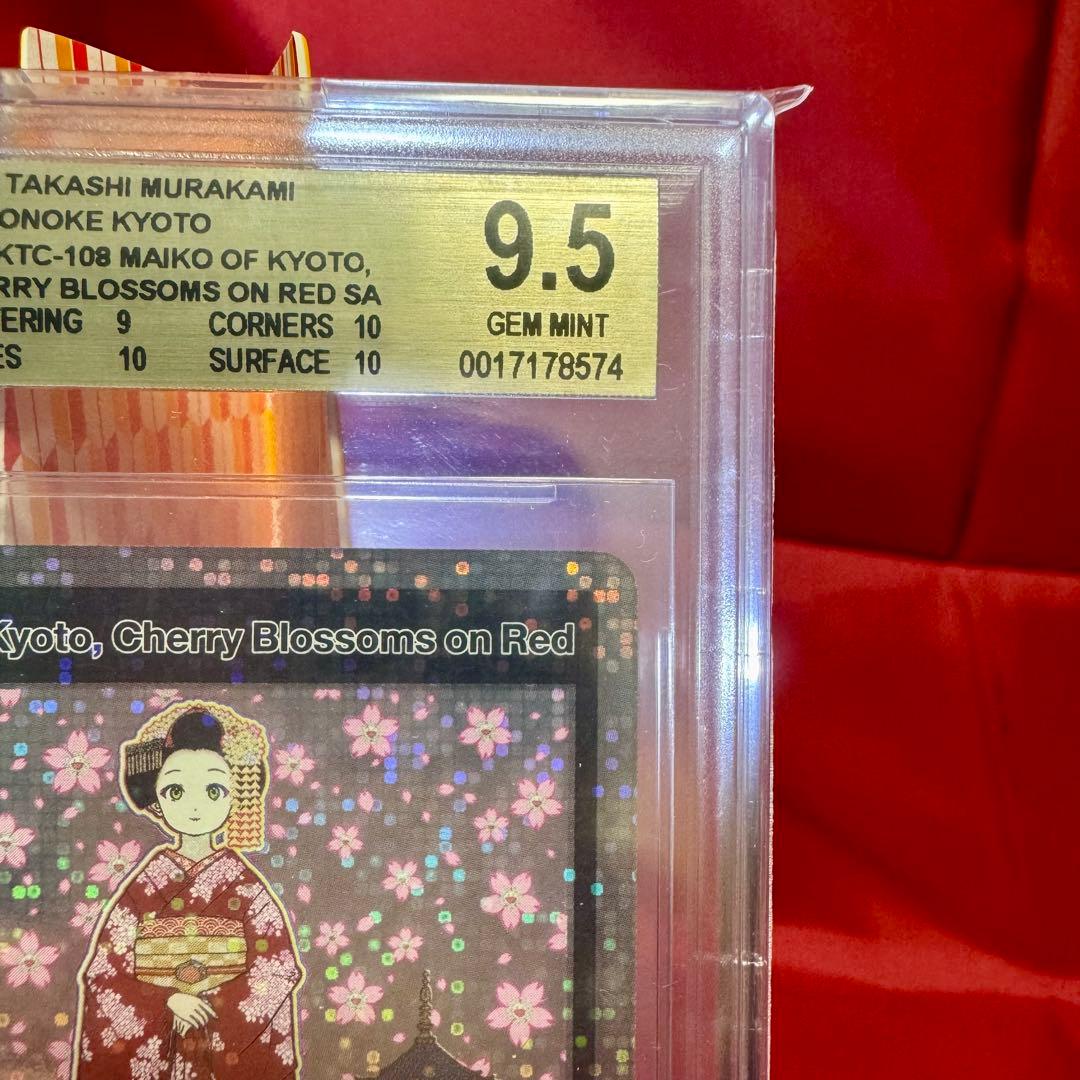 TAKASHI MURAKAMI
ONOKE KYOTO
KTC-108 MAIKO OF KYOTO,
RRY BLOSSOMS ON RED SA
ERING 9 CORNERS 10
ES 10 SURFACE 10
9.5
GEM MINT
0017178574
Kyoto, Cherry Blossoms on Red